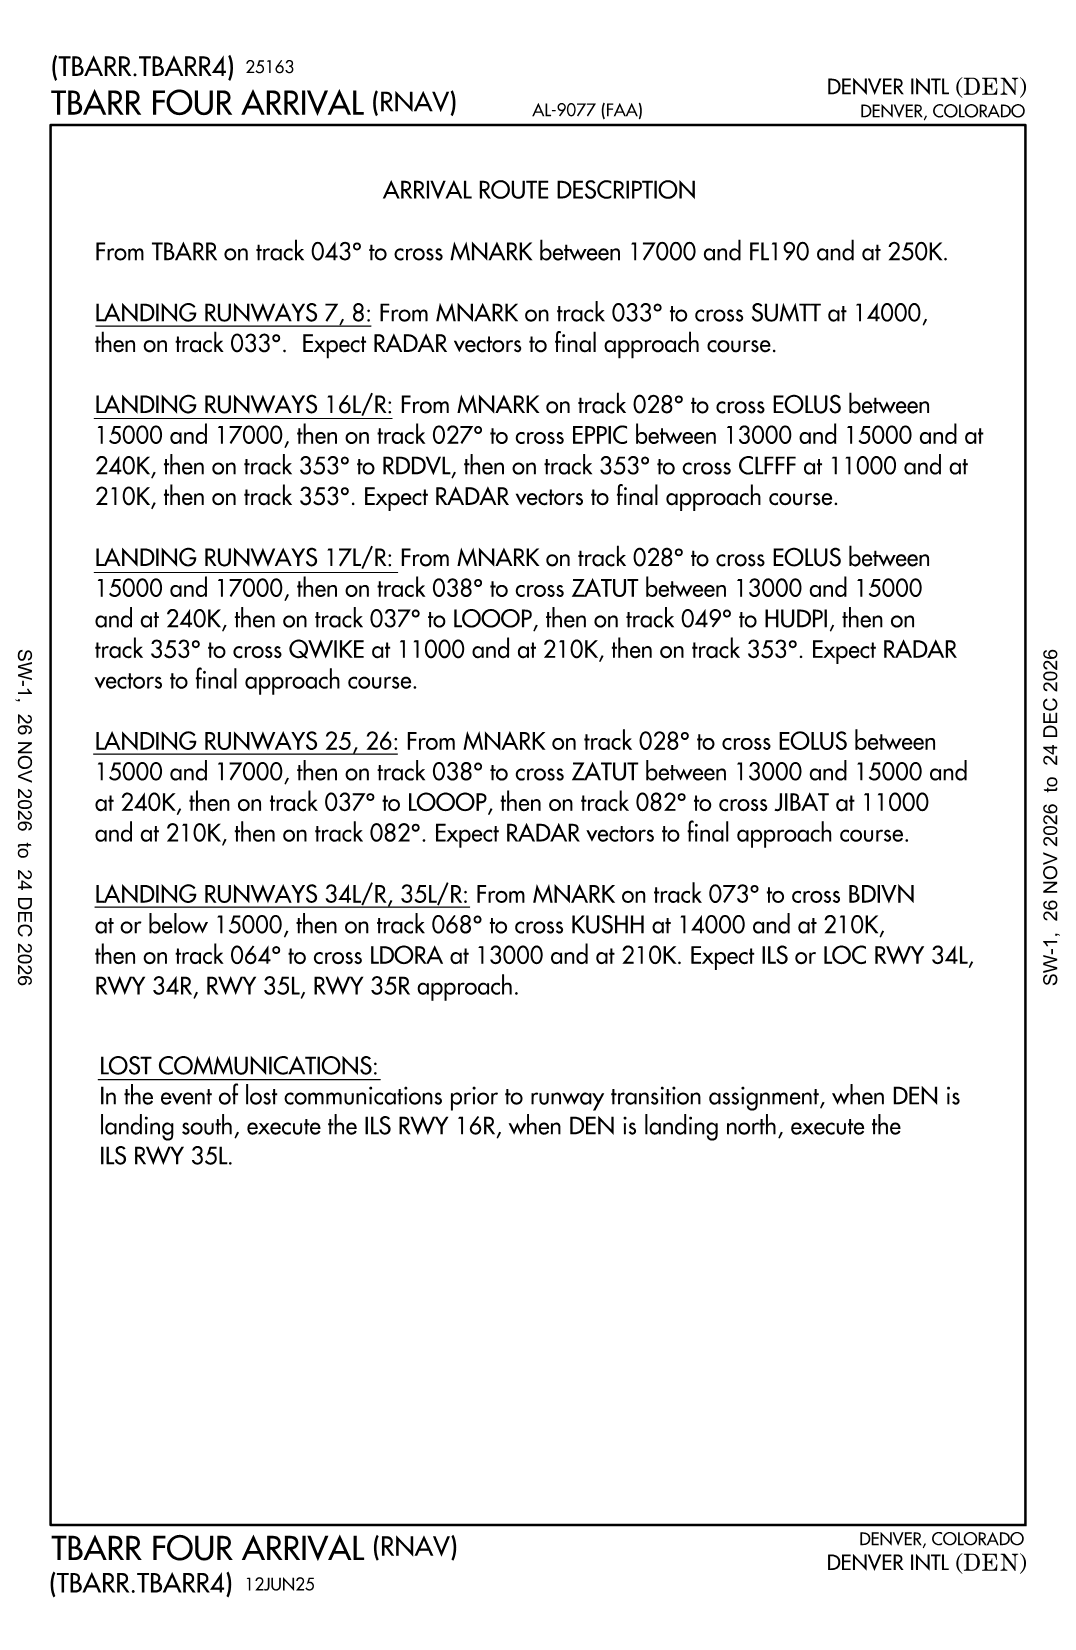 (TBARR.TBARR4) 25163
TBARR FOUR ARRIVAL (RNAV)
AL-9077 (FAA)
DENVER INTL (DEN)
DENVER, COLORADO
ARRIVAL ROUTE DESCRIPTION
From TBARR on track 043° to cross MNARK between 17000 and FL190 and at 250K.
LANDING RUNWAYS 7, 8: From MNARK on track 033° to cross SUMTT at 14000,
then on track 033°. Expect RADAR vectors to final approach course.
LANDING RUNWAYS 16L/R: From MNARK on track 028° to cross EOLUS between
15000 and 17000, then on track 027° to cross EPPIC between 13000 and 15000 and at
240K, then on track 353° to RDDVL, then on track 353° to cross CLFFF at 11000 and at
210K, then on track 353°. Expect RADAR vectors to final approach course.
LANDING RUNWAYS 17L/R: From MNARK on track 028° to cross EOLUS between
15000 and 17000, then on track 038° to cross ZATUT between 13000 and 15000
and at 240K, then on track 037° to LOOOP, then on track 049° to HUDPI, then on
track 353° to cross QWIKE at 11000 and at 210K, then on track 353°. Expect RADAR
vectors to final approach course.
LANDING RUNWAYS 25, 26: From MNARK on track 028° to cross EOLUS between
15000 and 17000, then on track 038° to cross ZATUT between 13000 and 15000 and
at 240K, then on track 037° to LOOOP, then on track 082° to cross JIBAT at 11000
and at 210K, then on track 082°. Expect RADAR vectors to final approach course.
LANDING RUNWAYS 34L/R, 35L/R: From MNARK on track 073° to cross BDIVN
at or below 15000, then on track 068° to cross KUSHH at 14000 and at 210K,
then on track 064° to cross LDORA at 13000 and at 210K. Expect ILS or LOC RWY 34L,
RWY 34R, RWY 35L, RWY 35R approach.
LOST COMMUNICATIONS:
In the event of lost communications prior to runway transition assignment, when DEN is
landing south, execute the ILS RWY 16R, when DEN is landing north, execute the
ILS RWY 35L.
SW-1, 26 NOV 2026 to 24 DEC 2026
SW-1, 26 NOV 2026 to 24 DEC 2026
TBARR FOUR ARRIVAL (RNAV)
(TBARR.TBARR4) 12JUN25
DENVER, COLORADO
DENVER INTL (DEN)